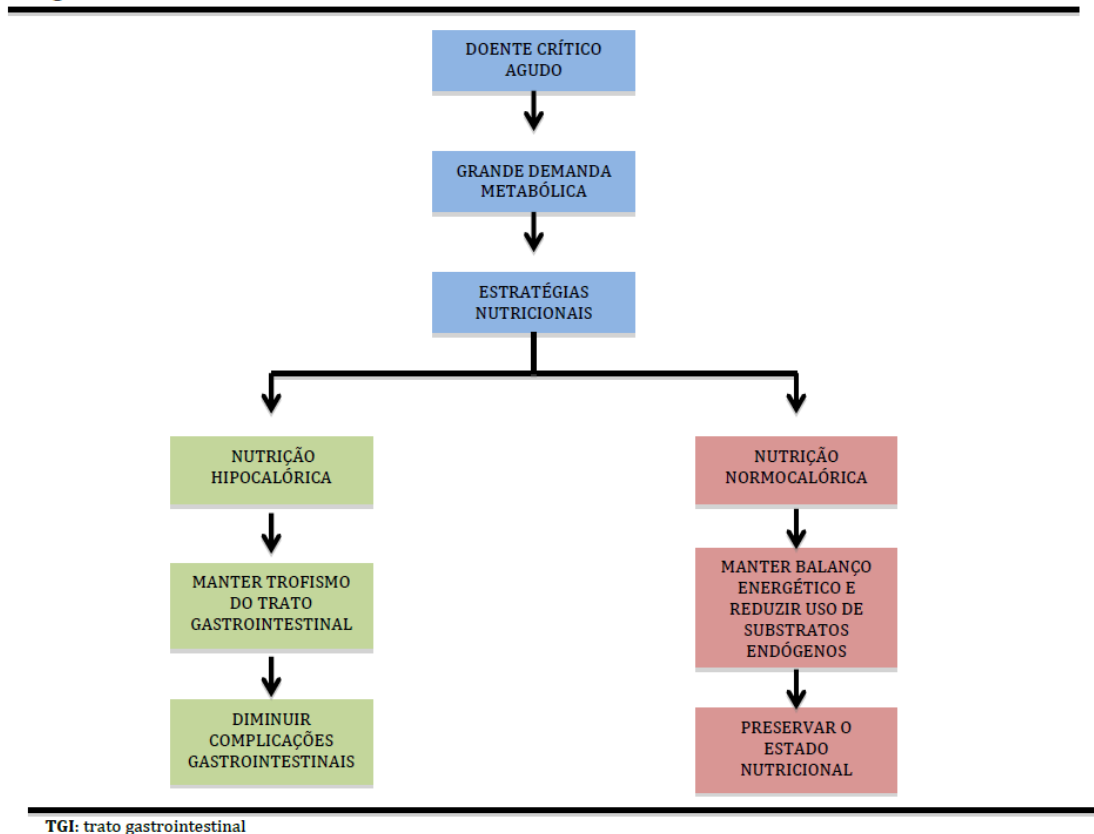 DOENTE CRÍTICO
AGUDO
GRANDE DEMANDA
METABÓLICA
ESTRATÉGIAS
NUTRICIONAIS
NUTRIÇÃO
HIPOCALÓRICA
MANTER TROFISMO
DO TRATO
GASTROINTESTINAL
DIMINUIR
COMPLICAÇÕES
GASTROINTESTINAIS
NUTRIÇÃO
NORMOCALÓRICA
MANTER BALANÇO
ENERGÉTICO E
REDUZIR USO DE
SUBSTRATOS
ENDÓGENOS
PRESERVAR O
ESTADO
NUTRICIONAL
TGI: trato gastrointestinal